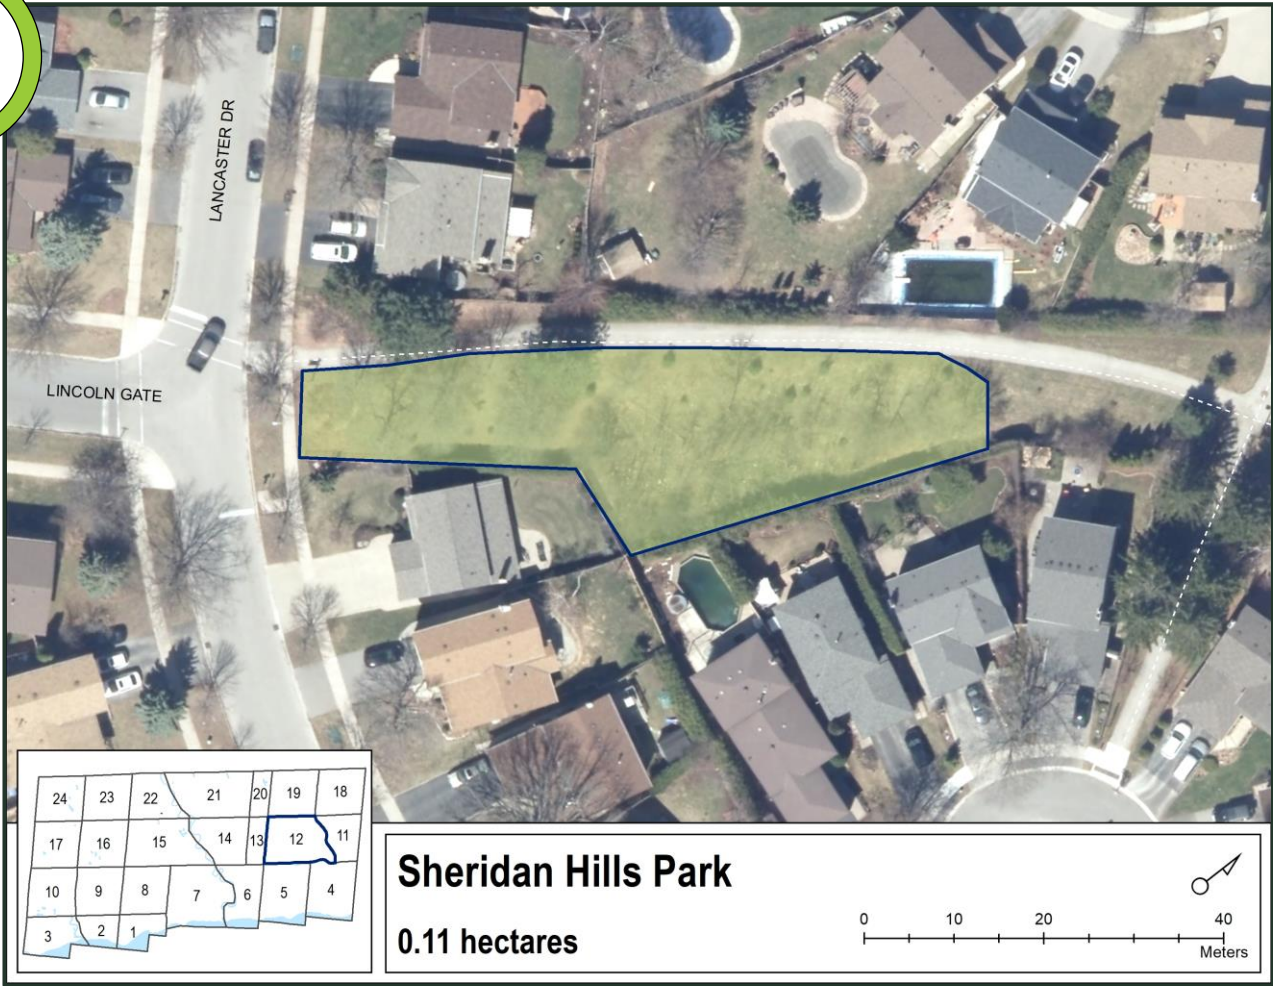 LANCASTER DR
LINCOLN GATE
24 23 22 21 20 19 18
17 16 15 14 13 12 11
10 9 8 7 6 5 4
3 2 1
Sheridan Hills Park
0.11 hectares
0 10 20 40
Meters